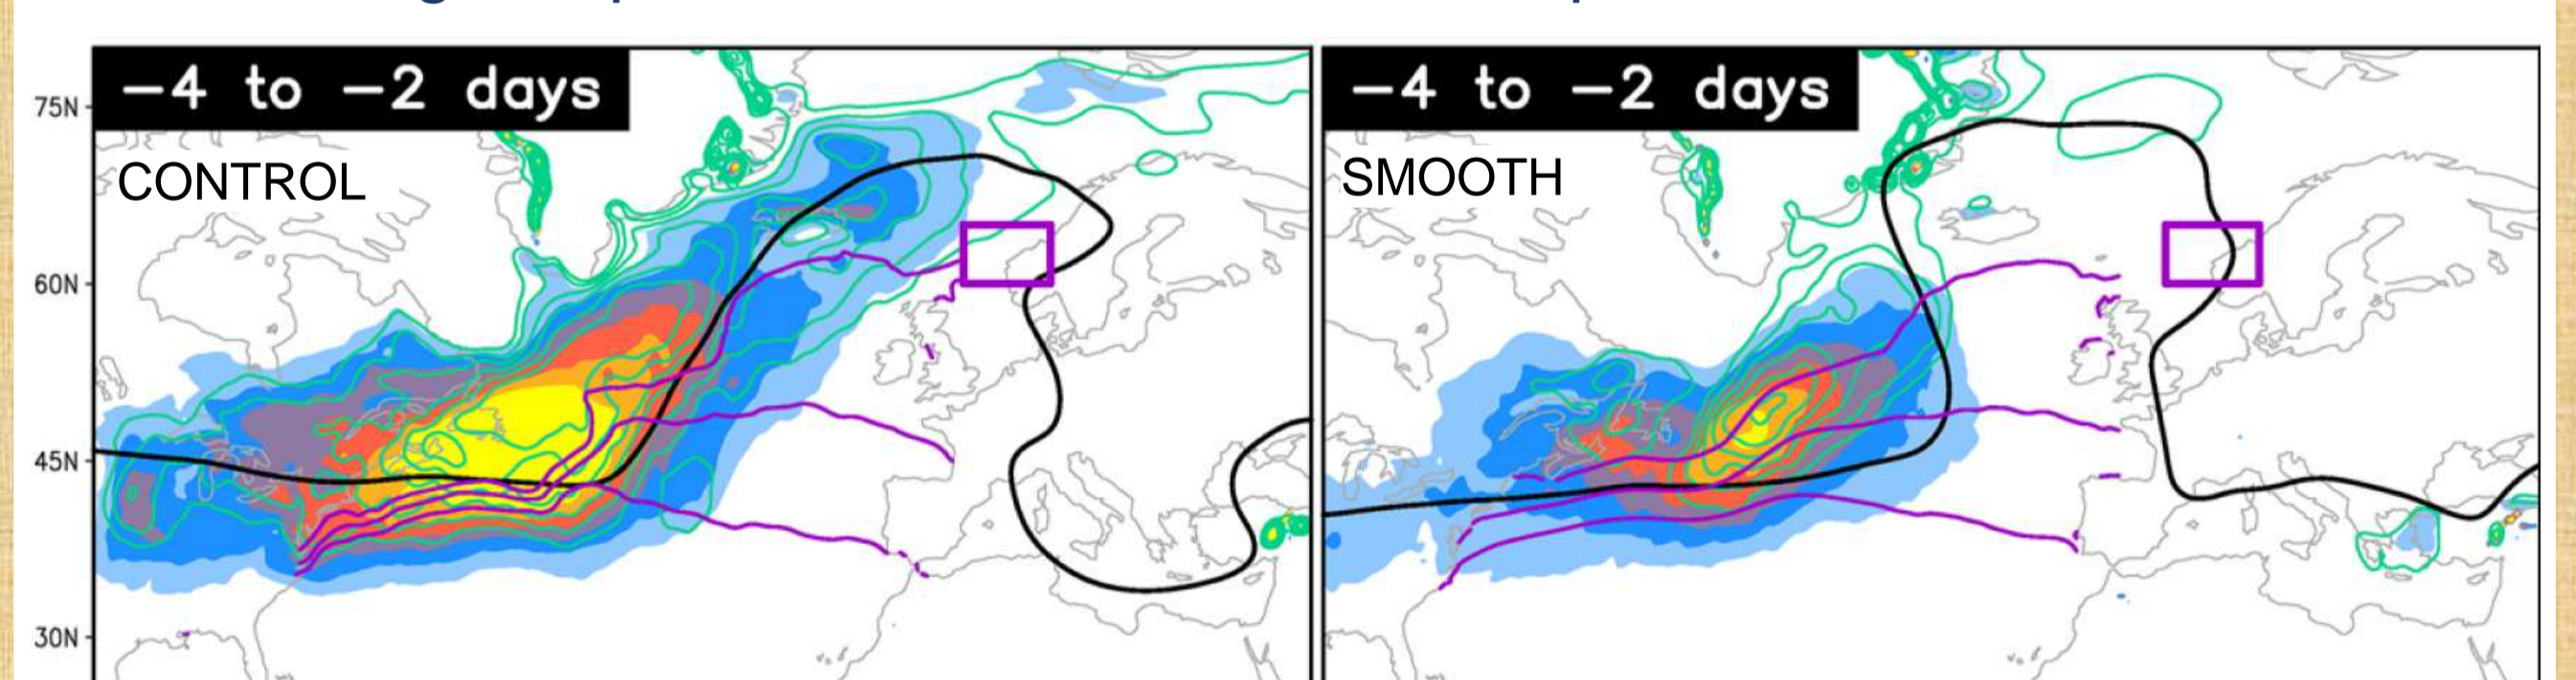 -4 to -2 days
-4 to -2 days
CONTROL
SMOOTH
75N
60N
45N
30N